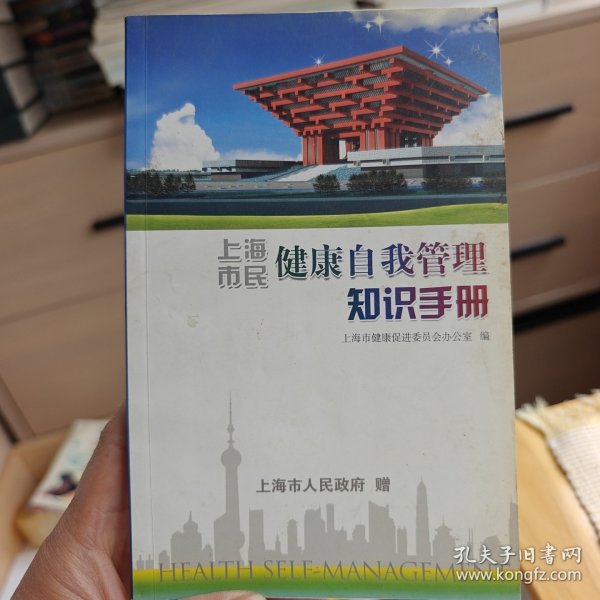 上海
市民
健康自我管理
知识手册
上海市健康促进委员会办公室 编
上海市人民政府 赠
HEALTH SELF-MANAGEMEN
孔夫子旧书网
www.kongfz.com